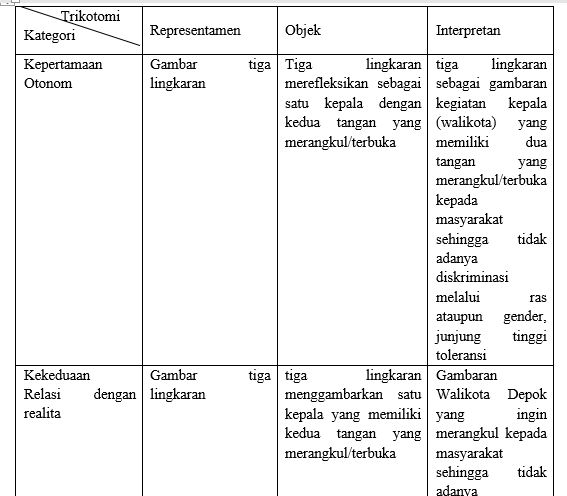 Trikotomi
Kategori
Representamen
Objek
Interpretan
Kepertamaan
Otonom
Gambar tiga
lingkaran
Tiga lingkaran
merefleksikan sebagai
satu kepala dengan
kedua tangan yang
merangkul/terbuka
tiga lingkaran
sebagai gambaran
kegiatan kepala
(walikota) yang
memiliki dua
tangan yang
merangkul/terbuka
kepada
masyarakat
sehingga tidak
adanya
diskriminasi
melalui ras
ataupun gender,
junjung tinggi
toleransi
Kekeduaan
Relasi dengan
realita
Gambar tiga
lingkaran
tiga lingkaran
menggambarkan satu
kepala yang memiliki
kedua tangan yang
merangkul/terbuka
Gambaran
Walikota Depok
yang ingin
merangkul kepada
masyarakat
sehingga tidak
adanya